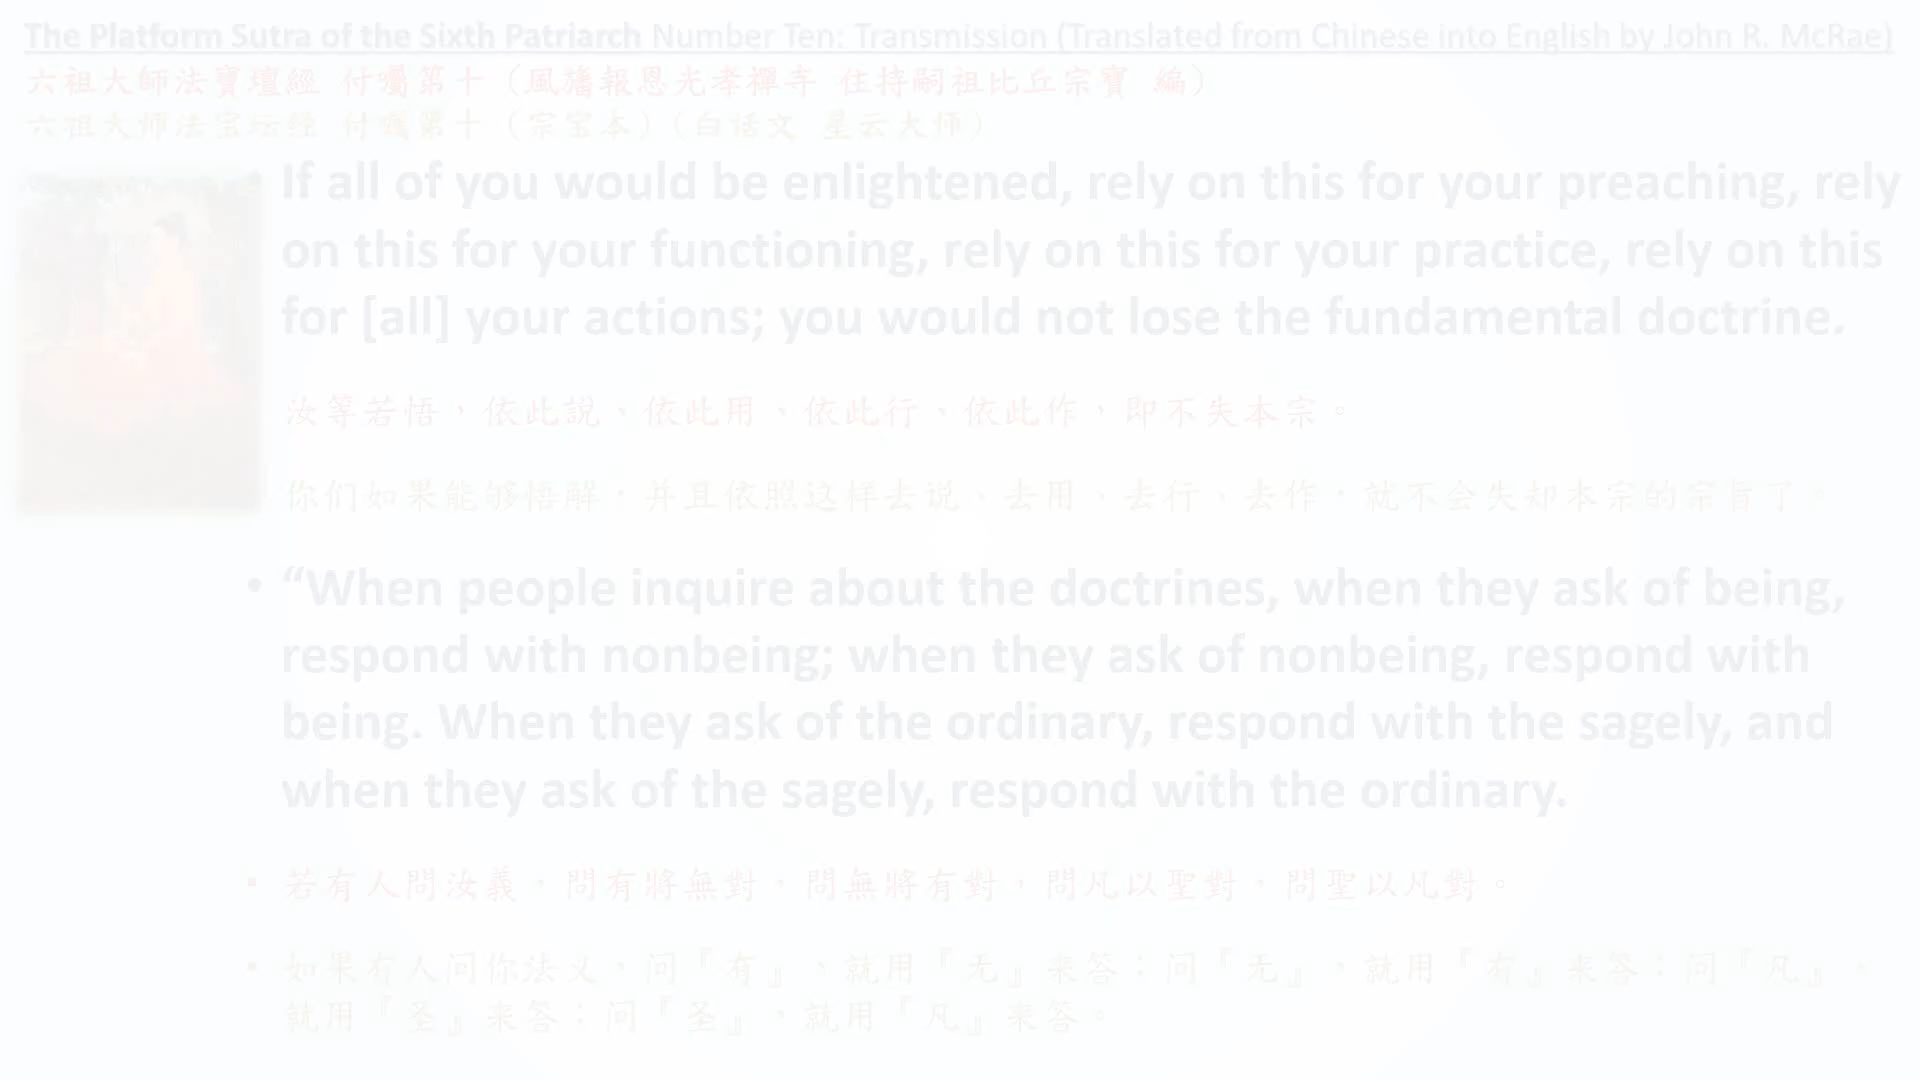 The Platform Sutra of the Sixth Patriarch Number Ten: Transmission (Translated from Chinese into English by John R. McRae)
六祖大師法寶壇經 付囑第十（風旛報恩光孝禪寺 住持嗣祖比丘宗寶 編）
六祖大师法宝坛经 付嘱第十（宗宝本）（白话文 星云大师）
If all of you would be enlightened, rely on this for your preaching, rely
on this for your functioning, rely on this for your practice, rely on this
for [all] your actions; you would not lose the fundamental doctrine.
汝等若悟，依此說、依此用、依此行、依此作，即不失本宗。
你们如果能够悟解，并且依照这样去说、去用、去行、去作，就不会失却本宗的宗旨了。
• “When people inquire about the doctrines, when they ask of being,
respond with nonbeing; when they ask of nonbeing, respond with
being. When they ask of the ordinary, respond with the sagely, and
when they ask of the sagely, respond with the ordinary.
• 若有人問汝義，問有將無對，問無將有對，問凡以聖對，問聖以凡對。
• 如果有人问你法义，问『有』，就用『无』来答；问『无』，就用『有』来答；问『凡』，
就用『圣』来答；问『圣』，就用『凡』来答。